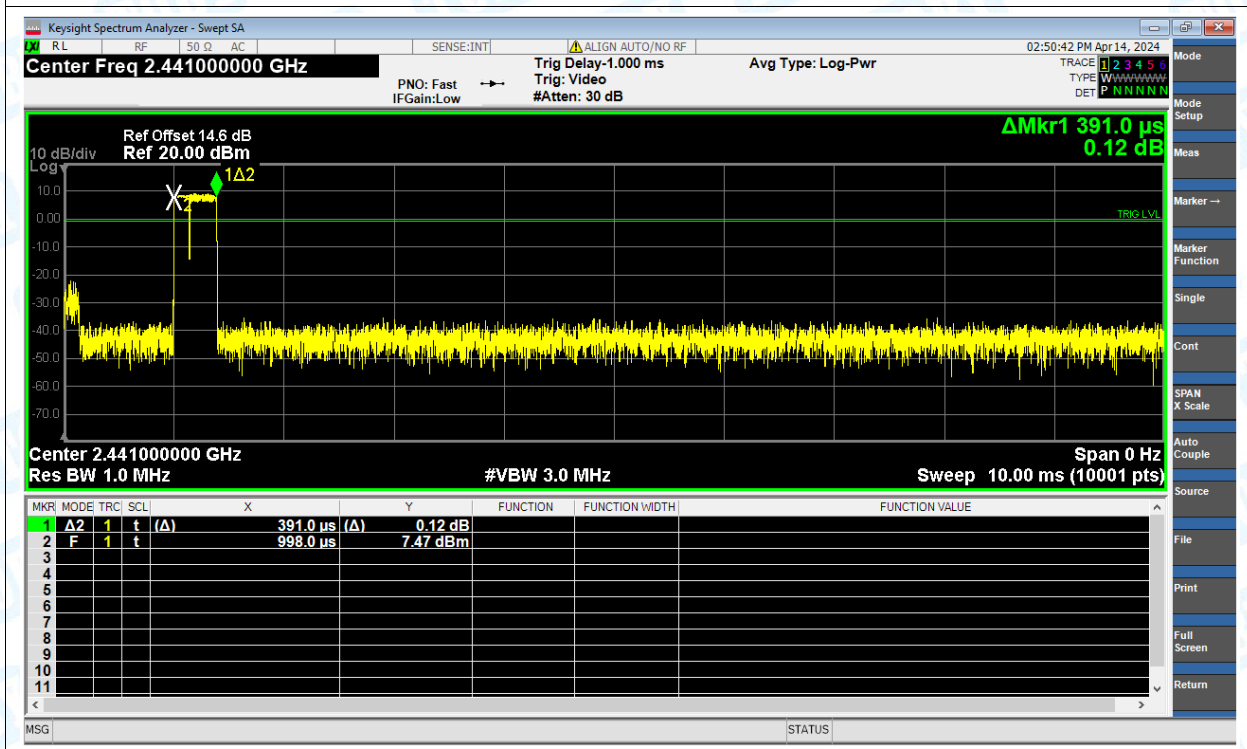 Keysight Spectrum Analyzer - Swept SA
LXI RL RF 50 Ω AC SENSE:INT ALIGN AUTO/NO RF 02:50:42 PM Apr 14, 2024
Center Freq 2.441000000 GHz
PNO: Fast
IFGain:Low
Trig Delay-1.000 ms
Trig: Video
#Atten: 30 dB
Avg Type: Log-Pwr
TRACE 1 2 3 4 5 6
TYPE WWWWWW
DET P N N N N N
ΔMkr1 391.0 µs
0.12 dB
Ref Offset 14.6 dB
10 dB/div Ref 20.00 dBm
Log
1Δ2
10.0
2
0.00
TRIG LVL
-10.0
-20.0
-30.0
-40.0
-50.0
-60.0
-70.0
Center 2.441000000 GHz Span 0 Hz
Res BW 1.0 MHz #VBW 3.0 MHz Sweep 10.00 ms (10001 pts)
MKR MODE TRC SCL X Y FUNCTION FUNCTION WIDTH FUNCTION VALUE
1 Δ2 1 t (Δ) 391.0 µs (Δ) 0.12 dB
2 F 1 t 998.0 µs 7.47 dBm
3
4
5
6
7
8
9
10
11
MSG STATUS
Mode
Mode
Setup
Meas
Marker →
Marker
Function
Single
Cont
SPAN
X Scale
Auto
Couple
Source
File
Print
Full
Screen
Return